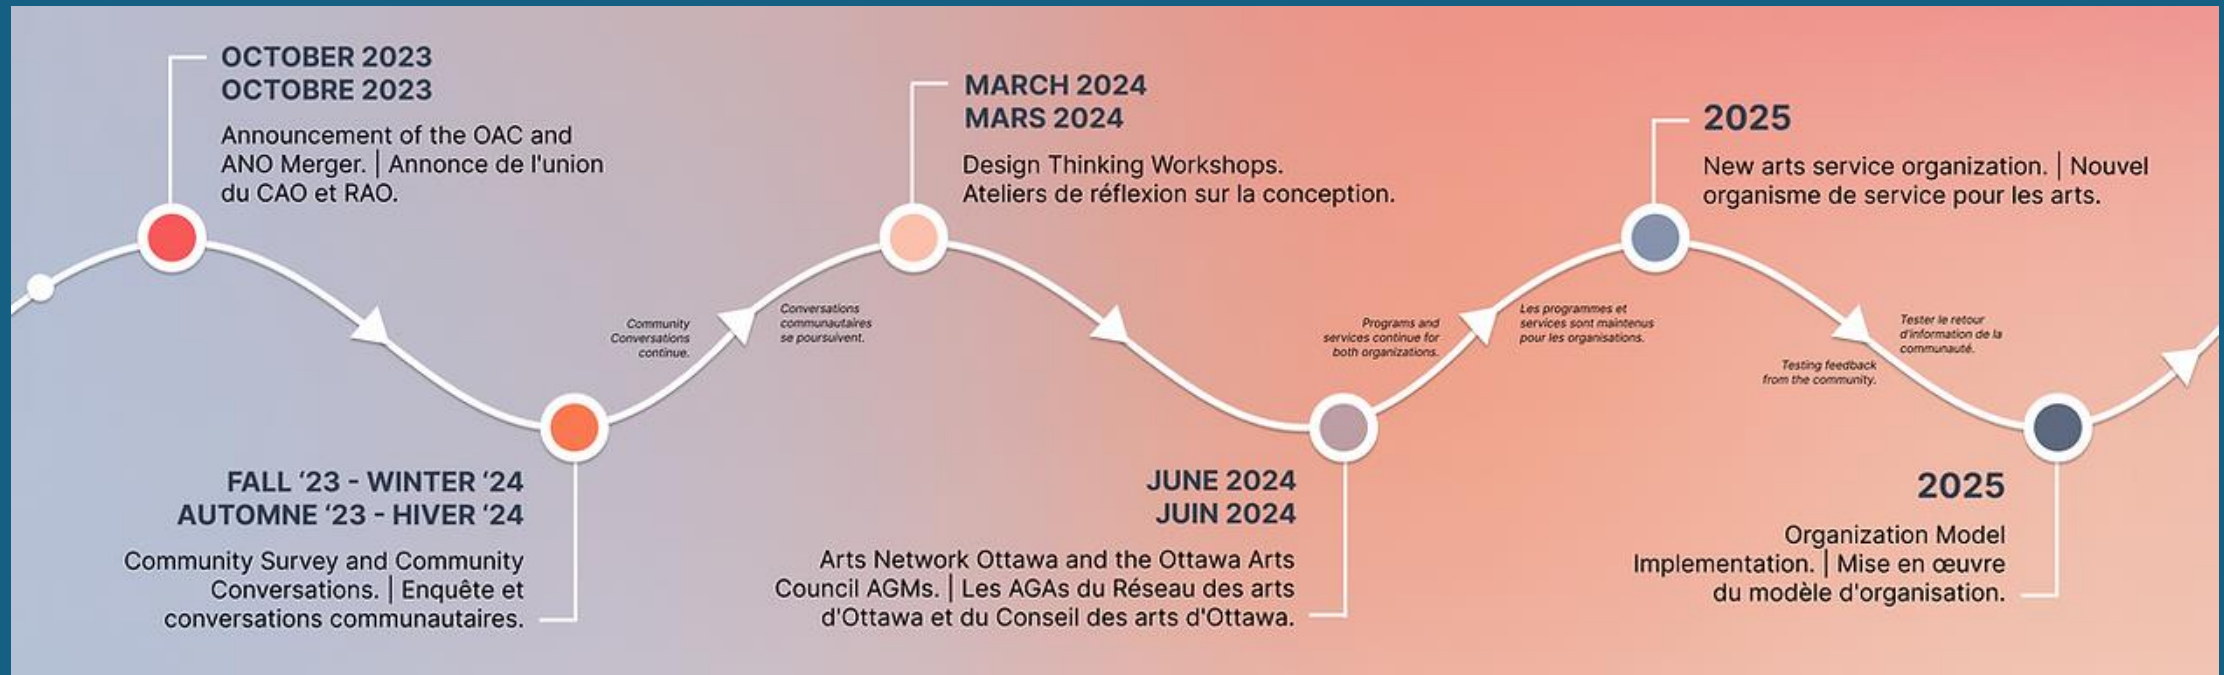 OCTOBER 2023
OCTOBRE 2023
Announcement of the OAC and
ANO Merger. | Annonce de l'union
du CAO et RAO.
FALL ‘23 - WINTER ‘24
AUTOMNE ‘23 - HIVER ‘24
Community Survey and Community
Conversations. | Enquête et
conversations communautaires.
Community
Conversations
continue.
Conversations
communautaires
se poursuivent.
MARCH 2024
MARS 2024
Design Thinking Workshops.
Ateliers de réflexion sur la conception.
JUNE 2024
JUIN 2024
Arts Network Ottawa and the Ottawa Arts
Council AGMs. | Les AGAs du Réseau des arts
d'Ottawa et du Conseil des arts d'Ottawa.
Programs and
services continue for
both organizations.
Les programmes et
services sont maintenus
pour les organisations.
2025
New arts service organization. | Nouvel
organisme de service pour les arts.
Testing feedback
from the community.
Tester le retour
d'information de la
communauté.
2025
Organization Model
Implementation. | Mise en œuvre
du modèle d'organisation.